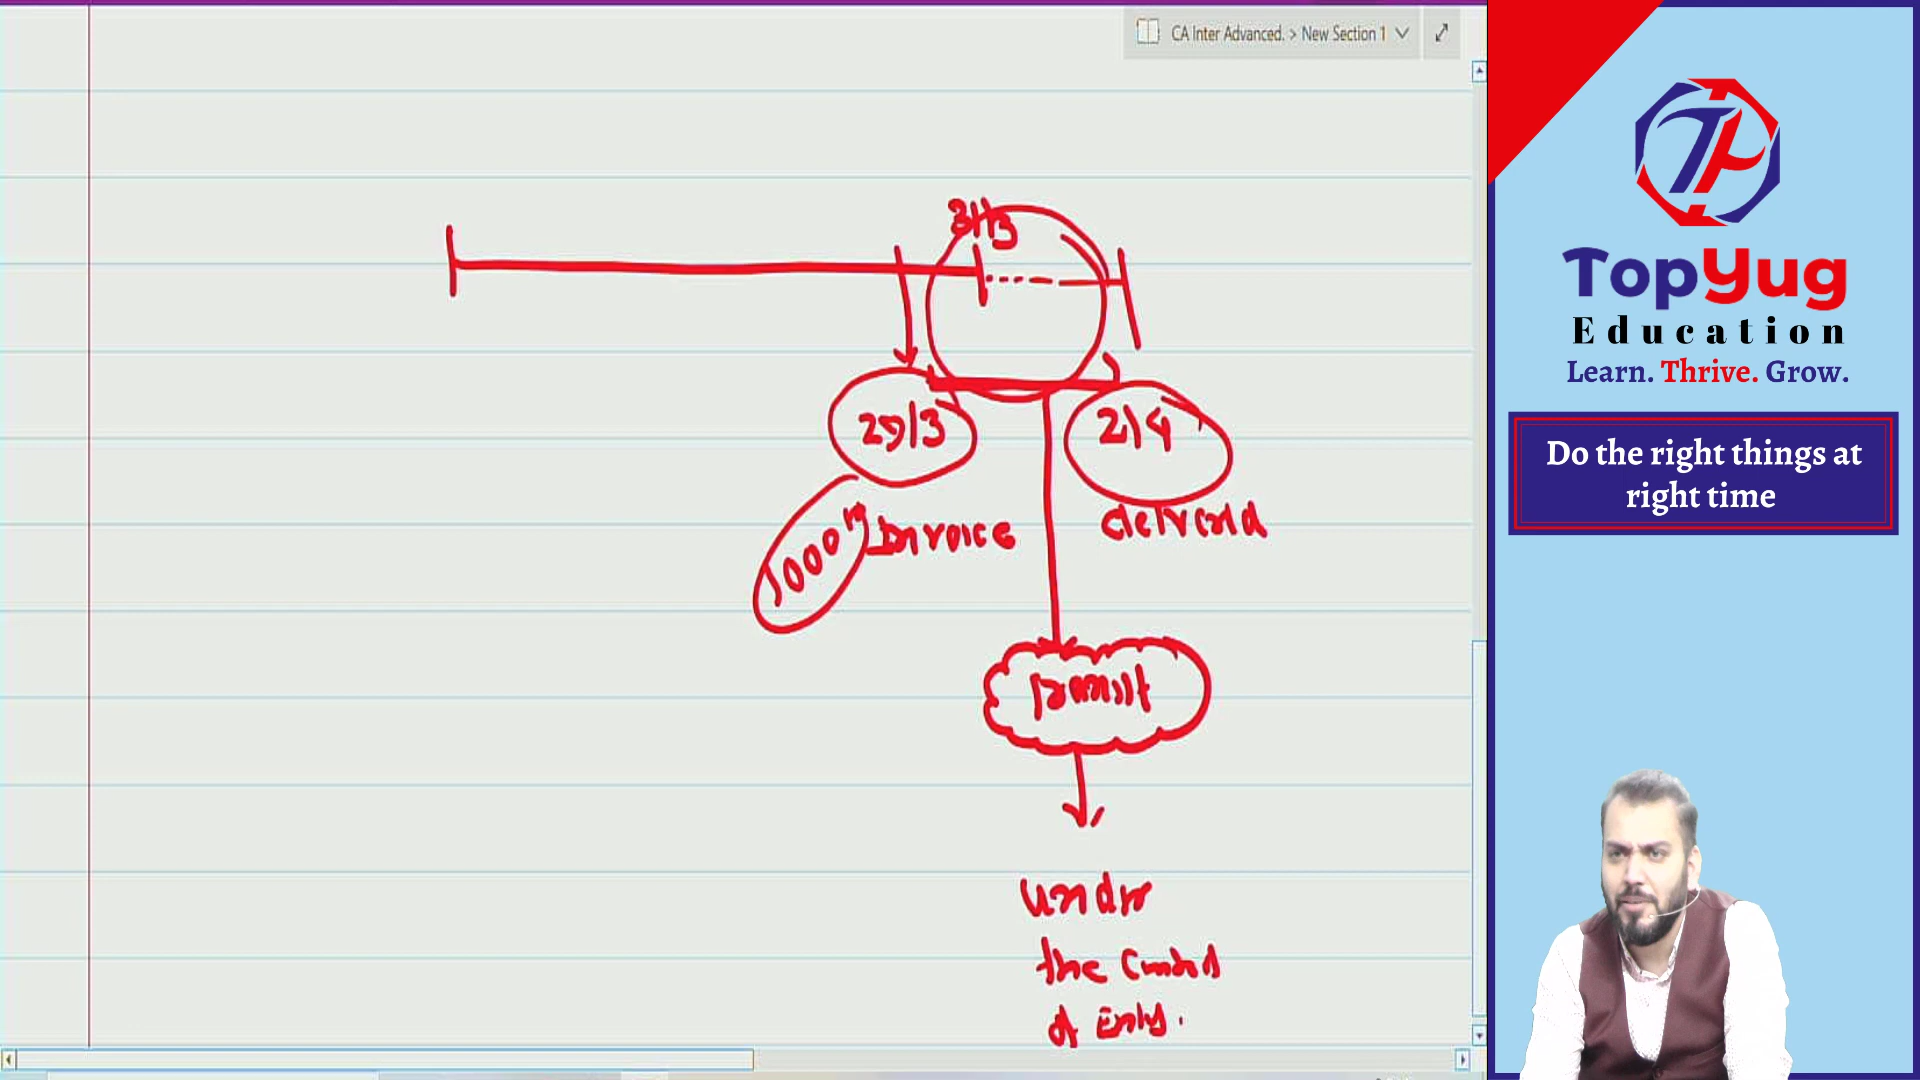 CA Inter Advanced. > New Section 1
31/3
29/3
2/4
1000
Invoice
delivered
transit
under
the Control
of Entity.
TopYug
Education
Learn. Thrive. Grow.
Do the right things at
right time